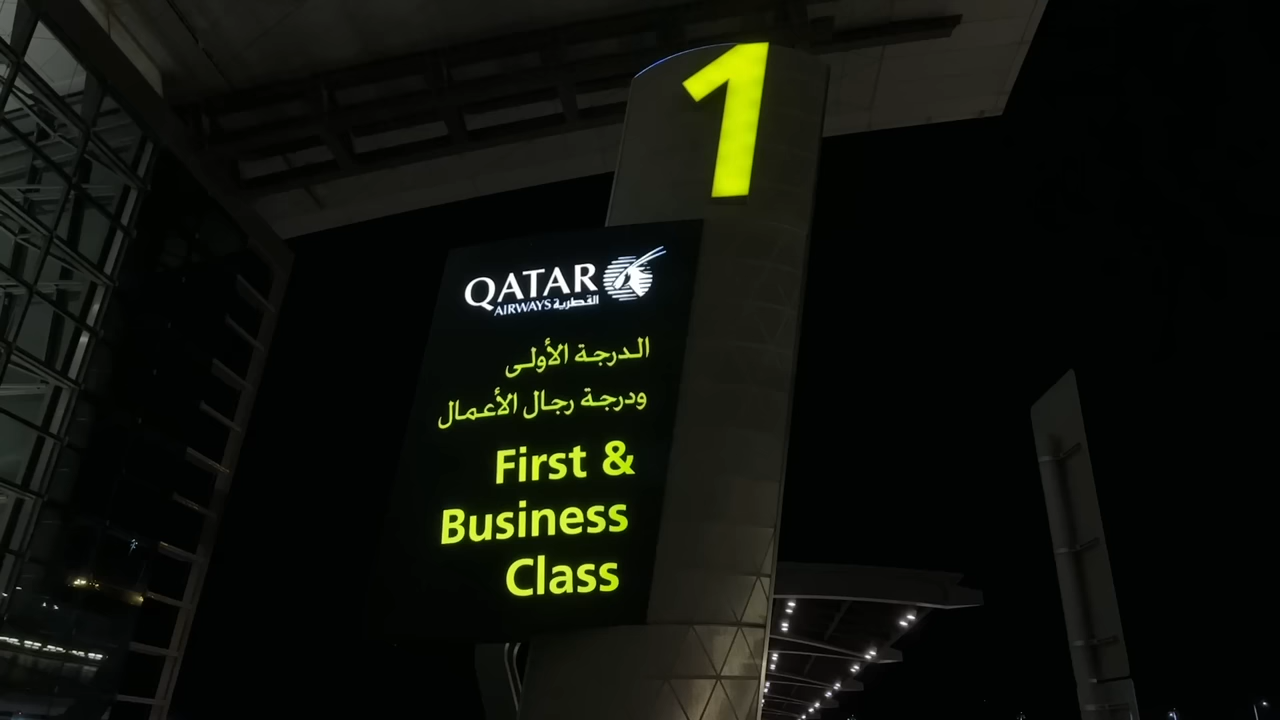 1
QATAR
AIRWAYS القطرية
الدرجة الأولى
ودرجة رجال الأعمال
First &
Business
Class